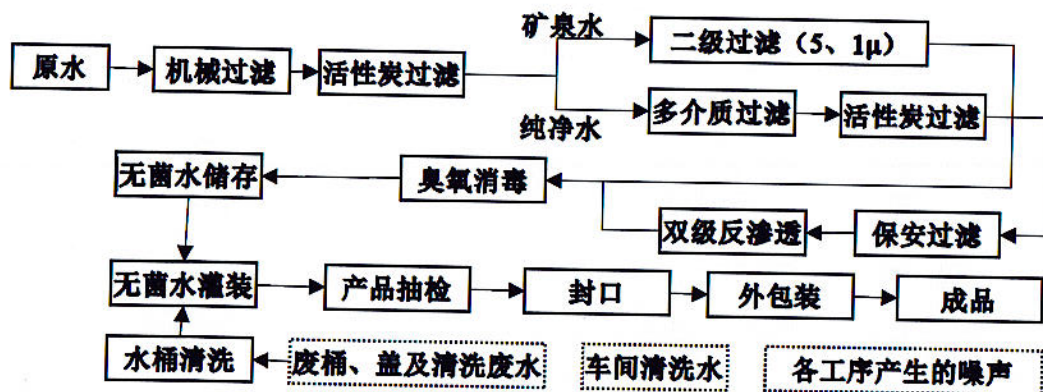 矿泉水
二级过滤（5、1μ）
原水
机械过滤
活性炭过滤
纯净水
多介质过滤
活性炭过滤
无菌水储存
臭氧消毒
双级反渗透
保安过滤
无菌水灌装
产品抽检
封口
外包装
成品
水桶清洗
废桶、盖及清洗废水
车间清洗水
各工序产生的噪声